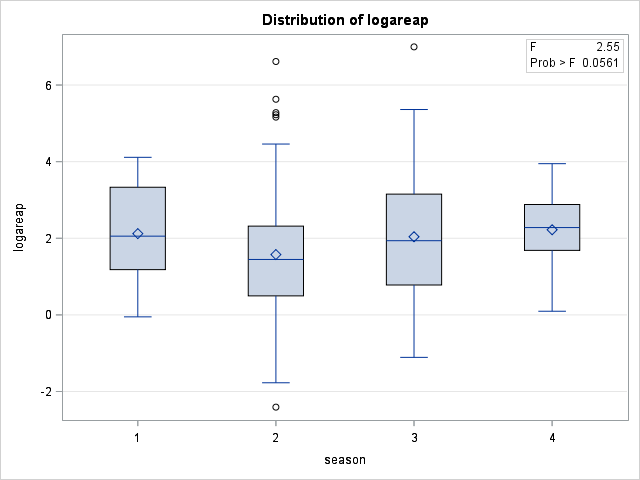 Distribution of logareap
F 2.55
Prob > F 0.0561
6
4
2
0
-2
logareap
1 2 3 4
season